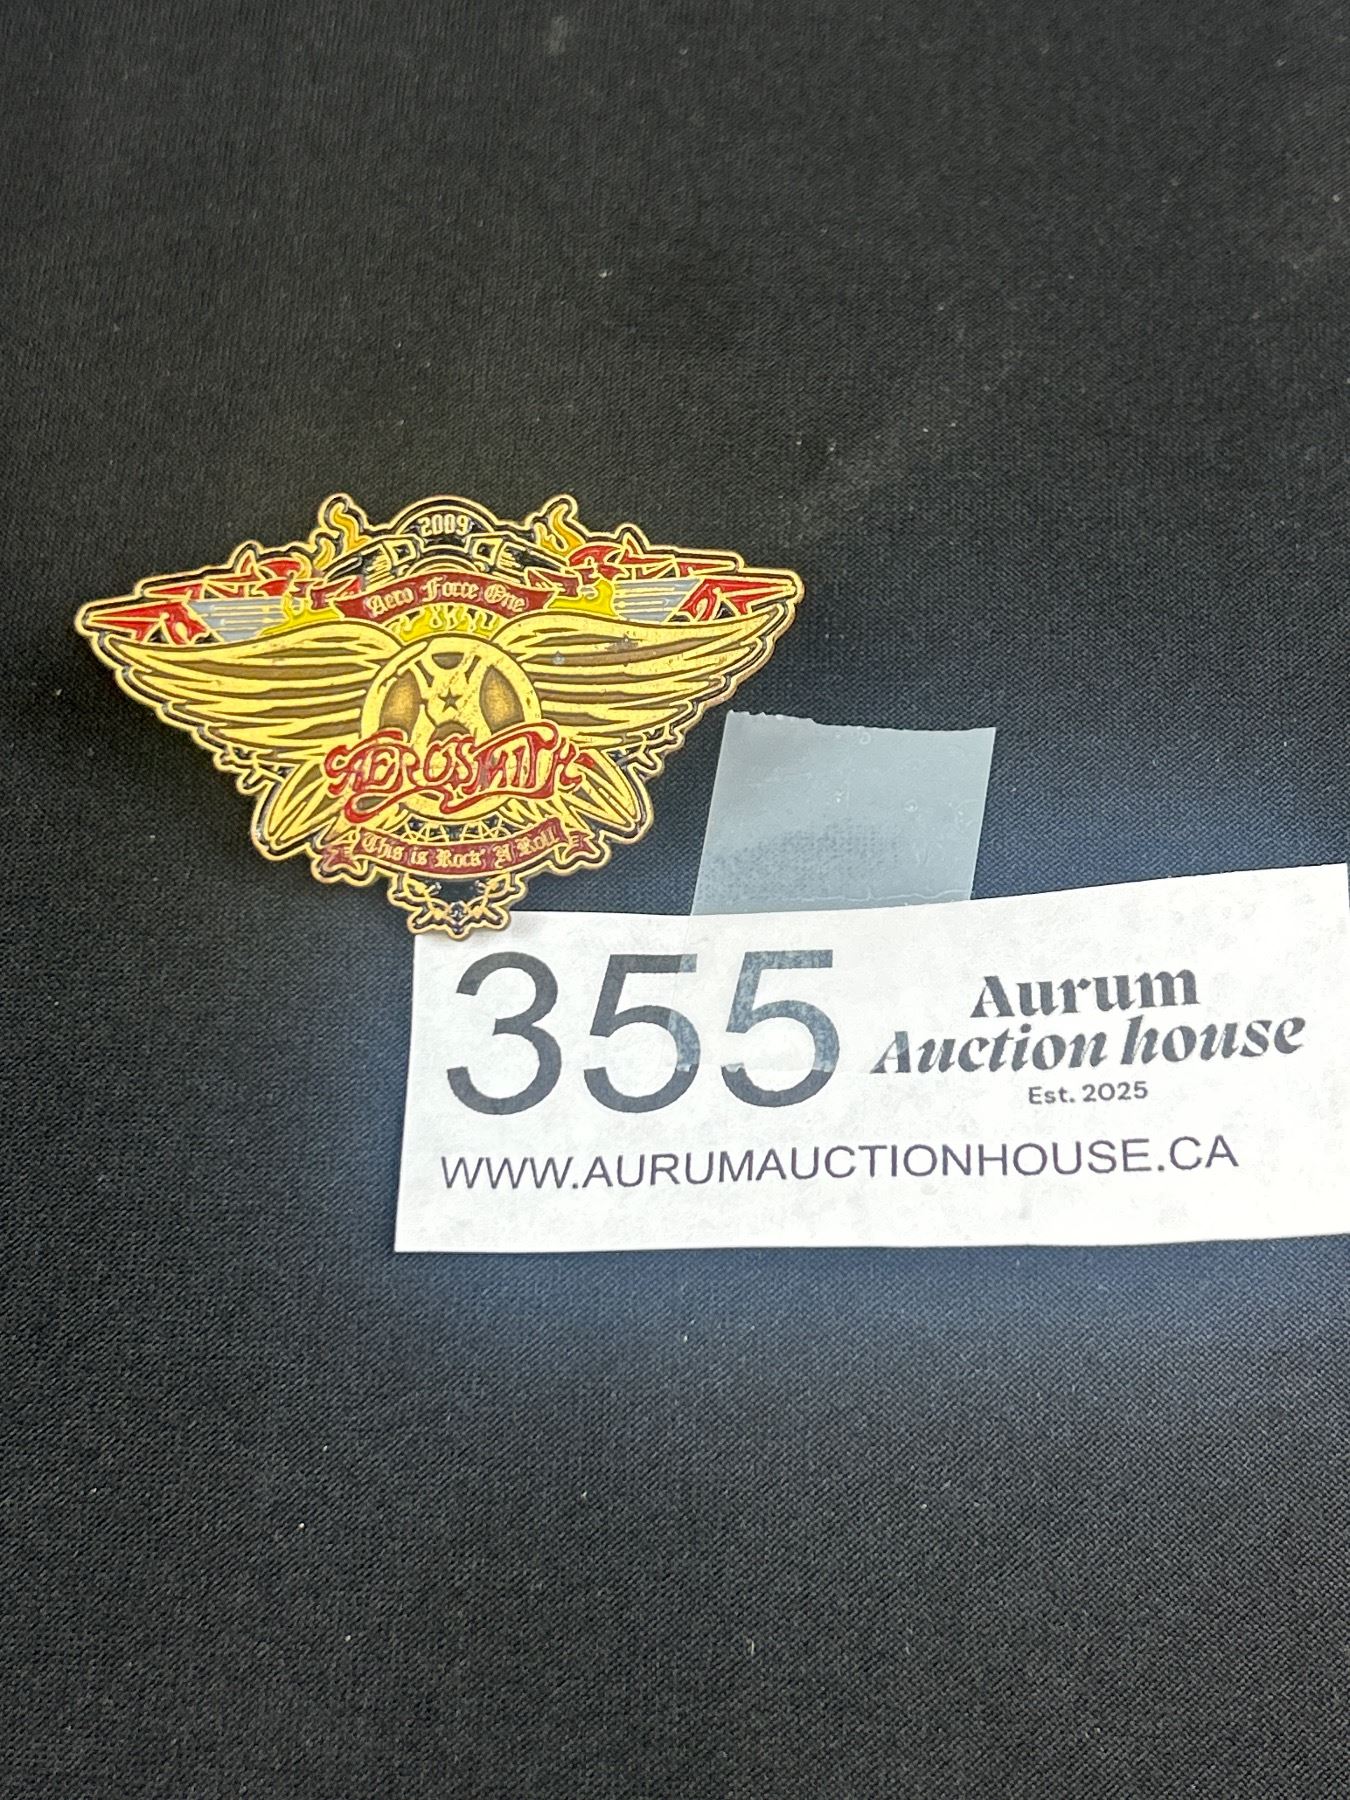 2009
Aero Force One
AEROSMITH
This is Rock' A Roll
355
Aurum
Auction house
Est. 2025
WWW.AURUMAUCTIONHOUSE.CA